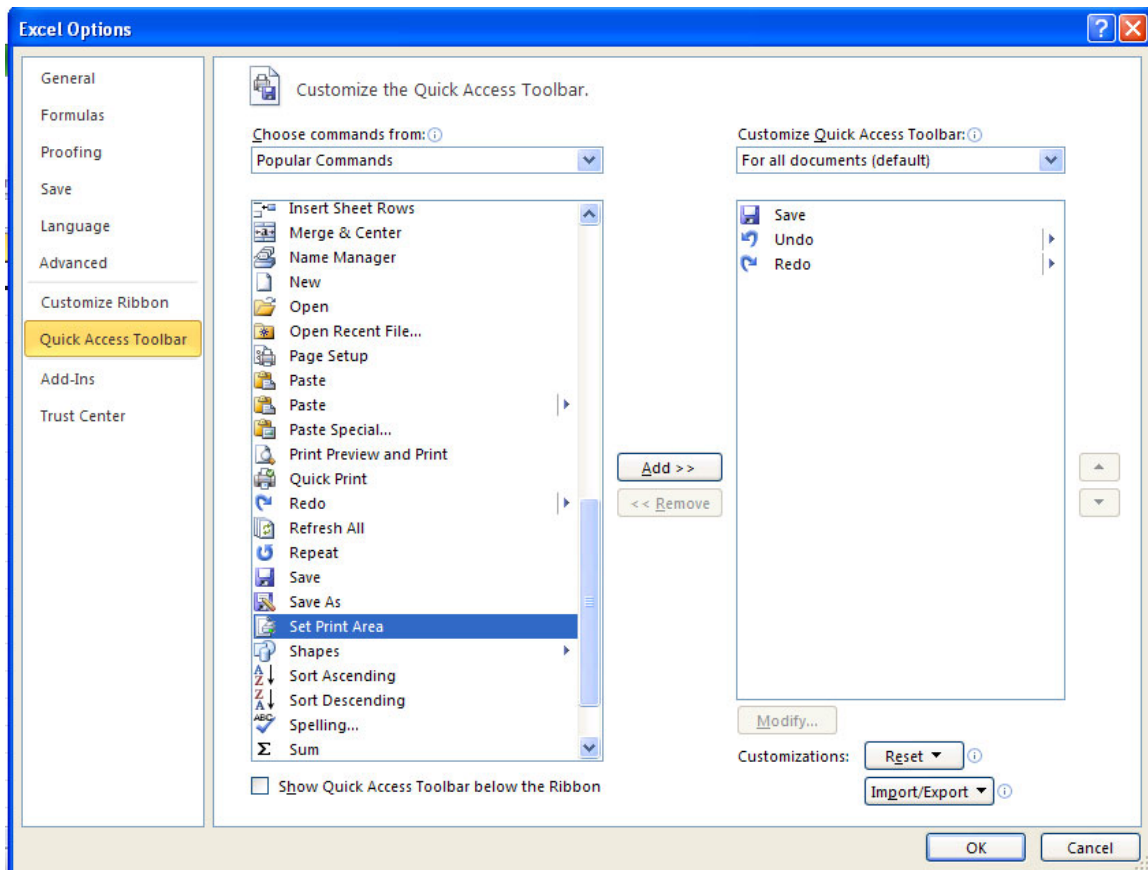 Excel Options
General
Formulas
Proofing
Save
Language
Advanced
Customize Ribbon
Quick Access Toolbar
Add-Ins
Trust Center
Customize the Quick Access Toolbar.
Choose commands from:
Popular Commands
Insert Sheet Rows
Merge & Center
Name Manager
New
Open
Open Recent File...
Page Setup
Paste
Paste
Paste Special...
Print Preview and Print
Quick Print
Redo
Refresh All
Repeat
Save
Save As
Set Print Area
Shapes
Sort Ascending
Sort Descending
Spelling...
Sum
Show Quick Access Toolbar below the Ribbon
Add >>
<< Remove
Customize Quick Access Toolbar:
For all documents (default)
Save
Undo
Redo
Modify...
Customizations: Reset
Import/Export
OK Cancel